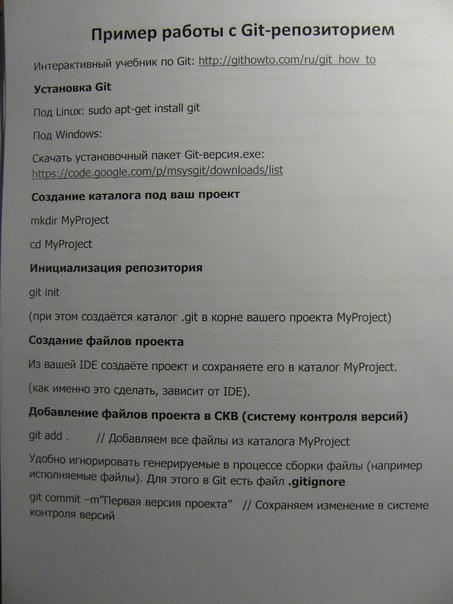 Пример работы с Git-репозиторием
Интерактивный учебник по Git: http://githowto.com/ru/git_how_to
Установка Git
Под Linux: sudo apt-get install git
Под Windows:
Скачать установочный пакет Git-версия.exe:
https://code.google.com/p/msysgit/downloads/list
Создание каталога под ваш проект
mkdir MyProject
cd MyProject
Инициализация репозитория
git init
(при этом создаётся каталог .git в корне вашего проекта MyProject)
Создание файлов проекта
Из вашей IDE создаёте проект и сохраняете его в каталог MyProject.
(как именно это сделать, зависит от IDE).
Добавление файлов проекта в СКВ (систему контроля версий)
git add . // Добавляем все файлы из каталога MyProject
Удобно игнорировать генерируемые в процессе сборки файлы (например
исполняемые файлы). Для этого в Git есть файл .gitignore
git commit –m"Первая версия проекта" // Сохраняем изменение в системе
контроля версий